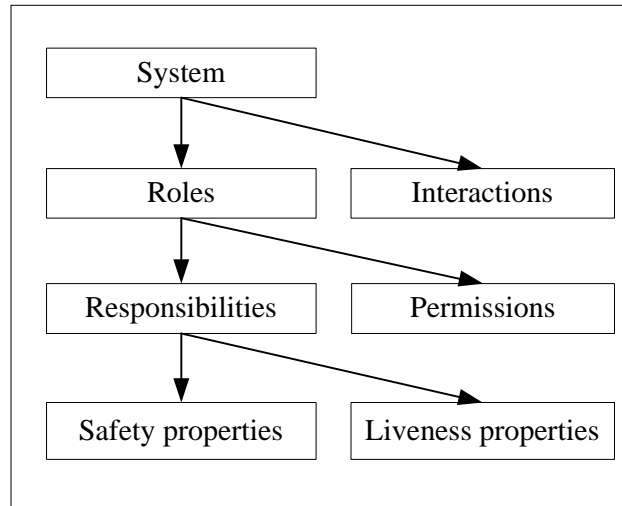 System
Roles
Interactions
Responsibilities
Permissions
Safety properties
Liveness properties